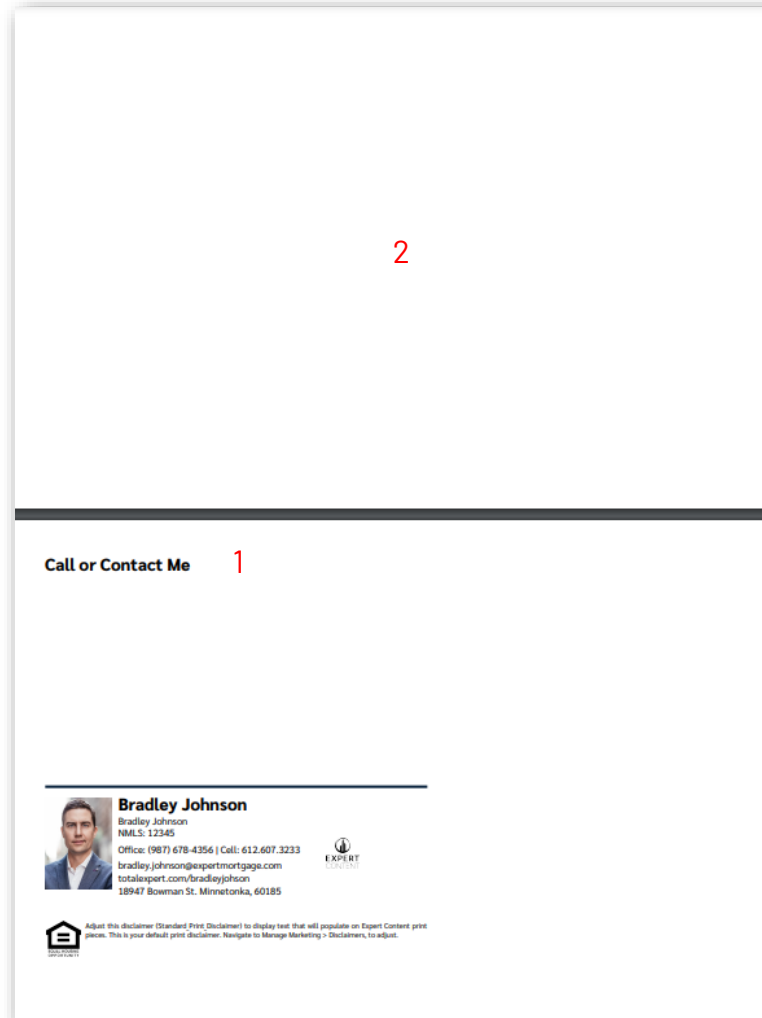 2
Call or Contact Me
1
Bradley Johnson
Bradley Johnson
NMLS: 12345
Office: (987) 678-4356 | Cell: 612.607.3233
bradley.johnson@expertmortgage.com
totalexpert.com/bradleyjohson
18947 Bowman St. Minnetonka, 60185
EXPERT
CONTENT
Adjust this disclaimer (Standard_Print_Disclaimer) to display text that will populate on Expert Content print
pieces. This is your default print disclaimer. Navigate to Manage Marketing > Disclaimers, to adjust.
EQUAL HOUSING
OPPORTUNITY